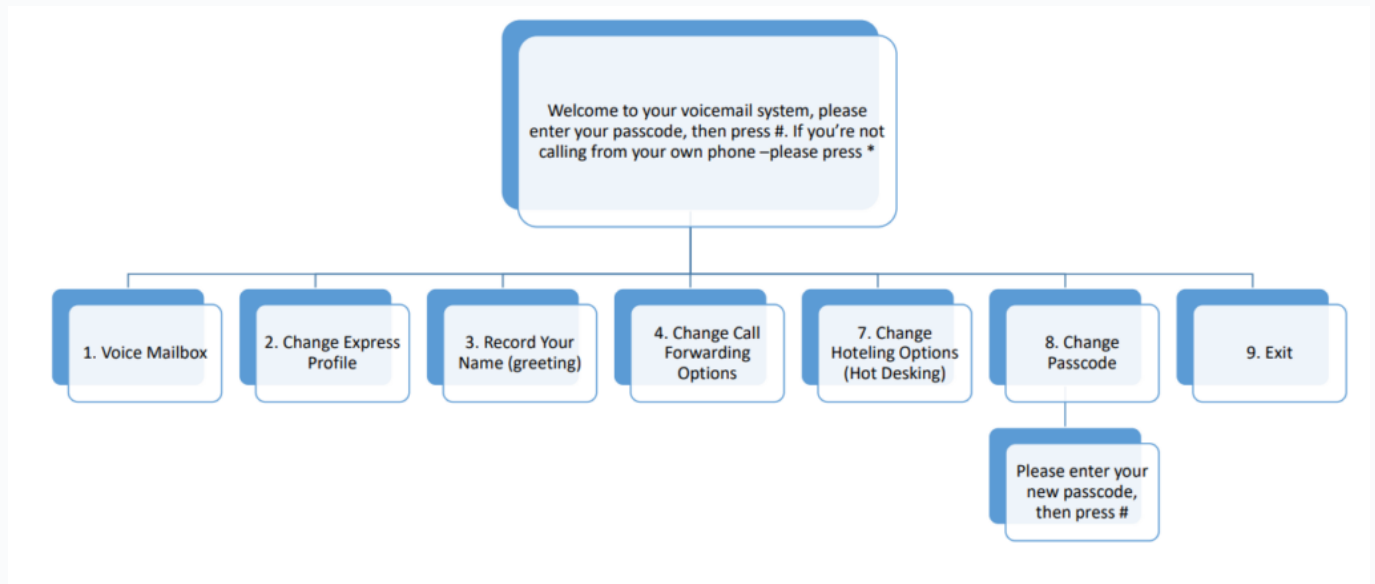 Welcome to your voicemail system, please
enter your passcode, then press #. If you’re not
calling from your own phone –please press *
1. Voice Mailbox
2. Change Express
Profile
3. Record Your
Name (greeting)
4. Change Call
Forwarding
Options
7. Change
Hoteling Options
(Hot Desking)
8. Change
Passcode
9. Exit
Please enter your
new passcode,
then press #